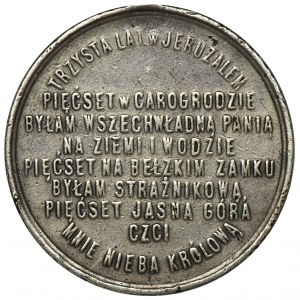 TRZYSTA LAT W JERUZALEM
PIĘĆSET W CAROGRODZIE
BYŁAM WSZECHWŁADNĄ PANIĄ
NA ZIEMI I WODZIE
PIĘĆSET NA BEŁZKIM ZAMKU
BYŁAM STRAŻNIKOWĄ
PIĘĆSET JASNA GÓRA
CZCI
MNIE NIEBA KRÓLOWĄ